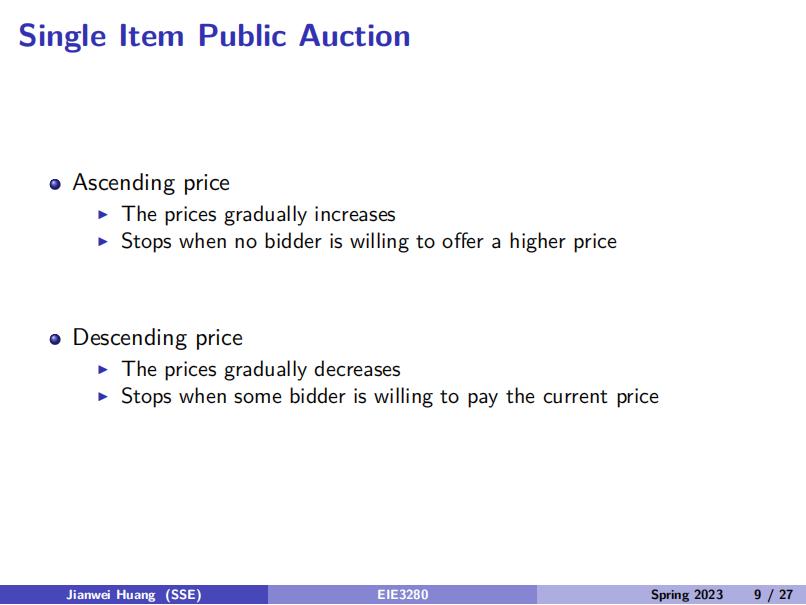 Single Item Public Auction
Ascending price
The prices gradually increases
Stops when no bidder is willing to offer a higher price
Descending price
The prices gradually decreases
Stops when some bidder is willing to pay the current price
Jianwei Huang (SSE) EIE3280 Spring 2023 9 / 27